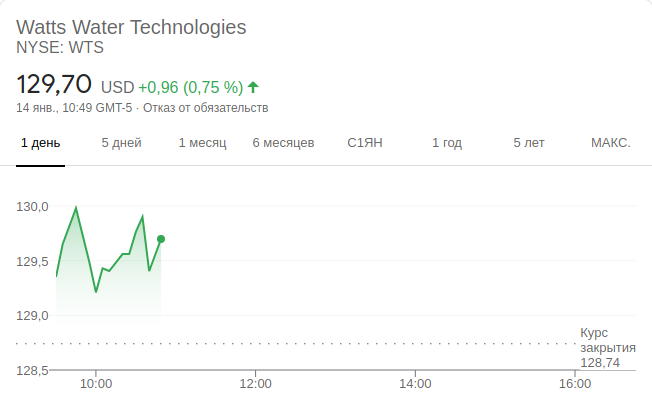 Watts Water Technologies
NYSE: WTS
129,70 USD +0,96 (0,75 %)
14 янв., 10:49 GMT-5 · Отказ от обязательств
1 день 5 дней 1 месяц 6 месяцев С1ЯН 1 год 5 лет МАКС.
130,0
129,5
129,0
Курс
закрытия
128,74
128,5
10:00 12:00 14:00 16:00